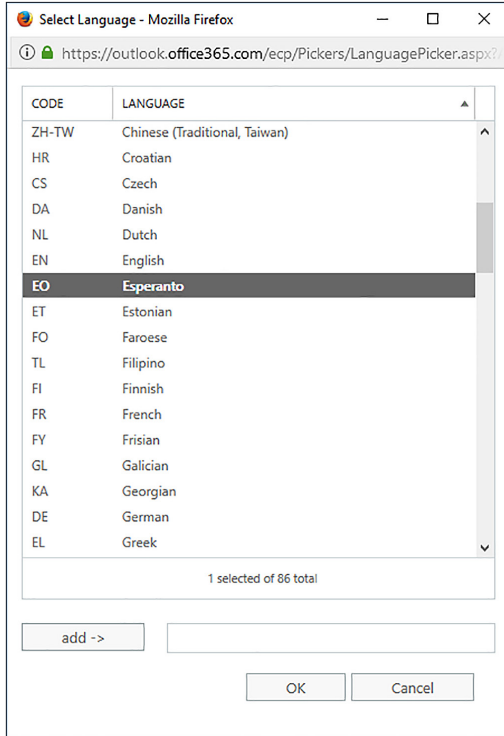 Select Language - Mozilla Firefox
https://outlook.office365.com/ecp/Pickers/LanguagePicker.aspx?
CODE LANGUAGE
ZH-TW Chinese (Traditional, Taiwan)
HR Croatian
CS Czech
DA Danish
NL Dutch
EN English
EO Esperanto
ET Estonian
FO Faroese
TL Filipino
FI Finnish
FR French
FY Frisian
GL Galician
KA Georgian
DE German
EL Greek
1 selected of 86 total
add ->
OK Cancel